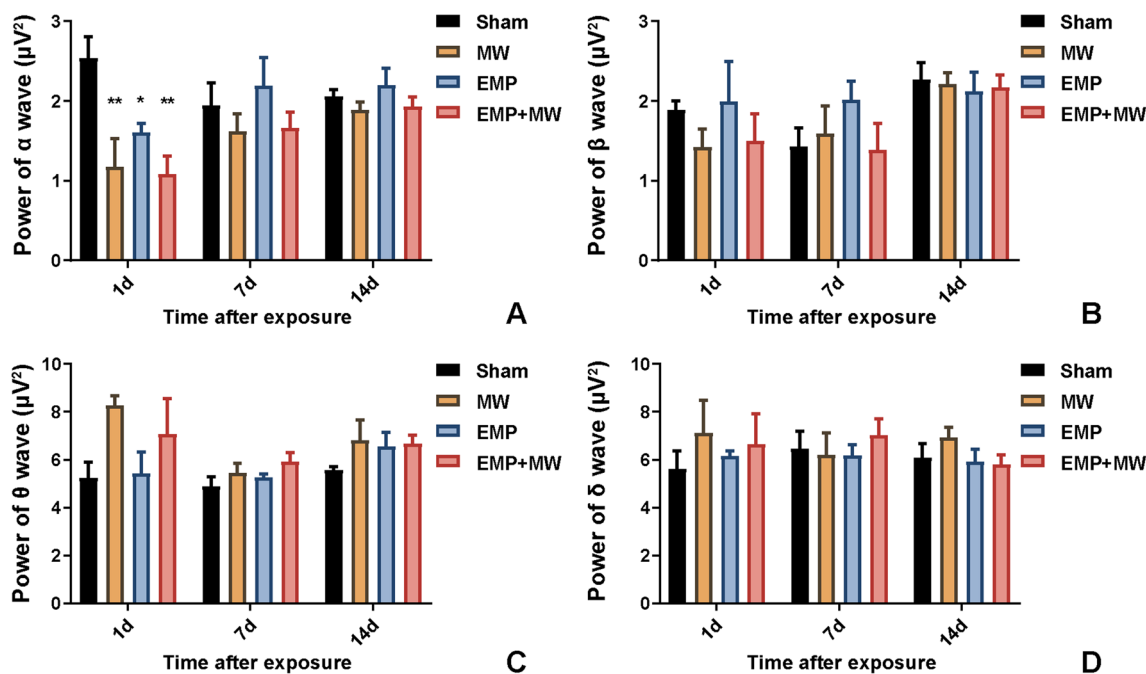 Power of α wave (μV²)
3
2
1
0
** * **
1d
7d
14d
Time after exposure
Sham
MW
EMP
EMP+MW
A
Power of β wave (μV²)
3
2
1
0
1d
7d
14d
Time after exposure
Sham
MW
EMP
EMP+MW
B
Power of θ wave (μV²)
10
8
6
4
2
0
1d
7d
14d
Time after exposure
Sham
MW
EMP
EMP+MW
C
Power of δ wave (μV²)
10
8
6
4
2
0
1d
7d
14d
Time after exposure
Sham
MW
EMP
EMP+MW
D